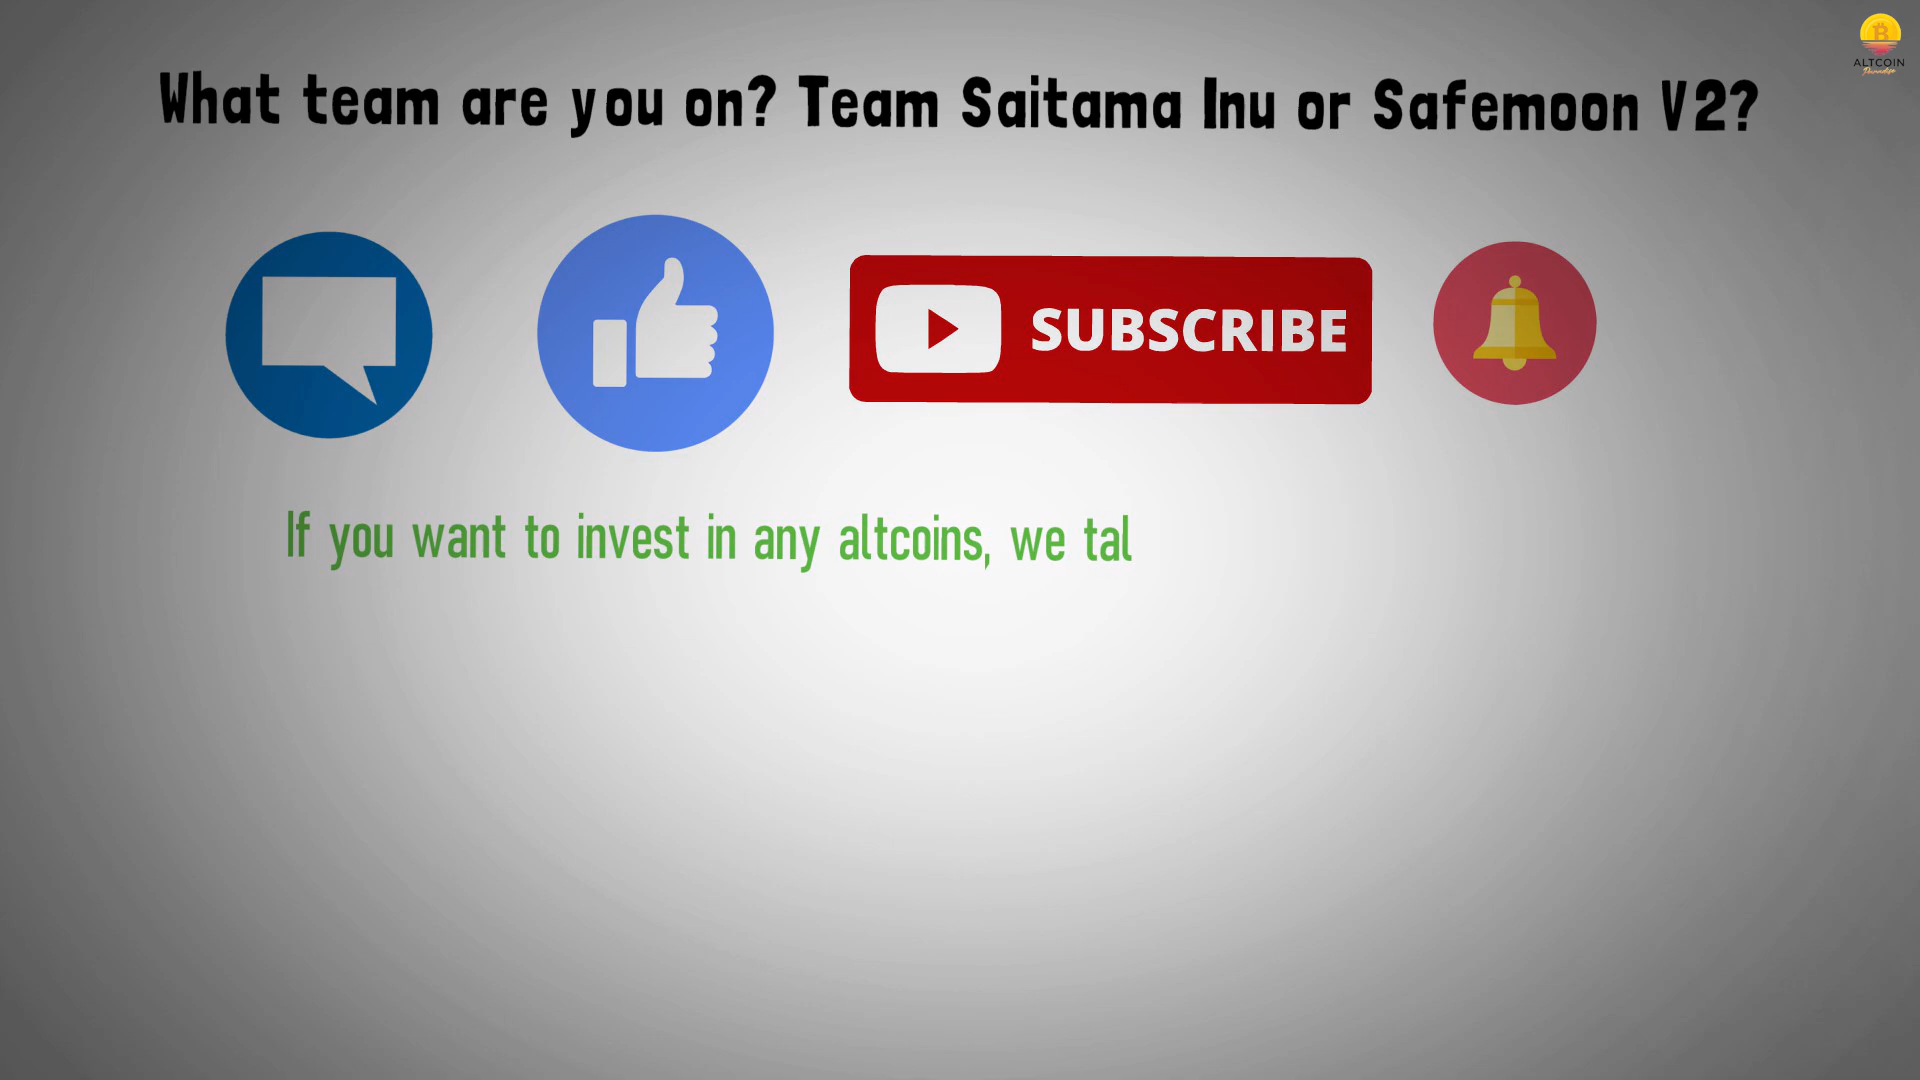 ALTCOIN
Paradise
What team are you on? Team Saitama Inu or Safemoon V2?
SUBSCRIBE
If you want to invest in any altcoins, we tal